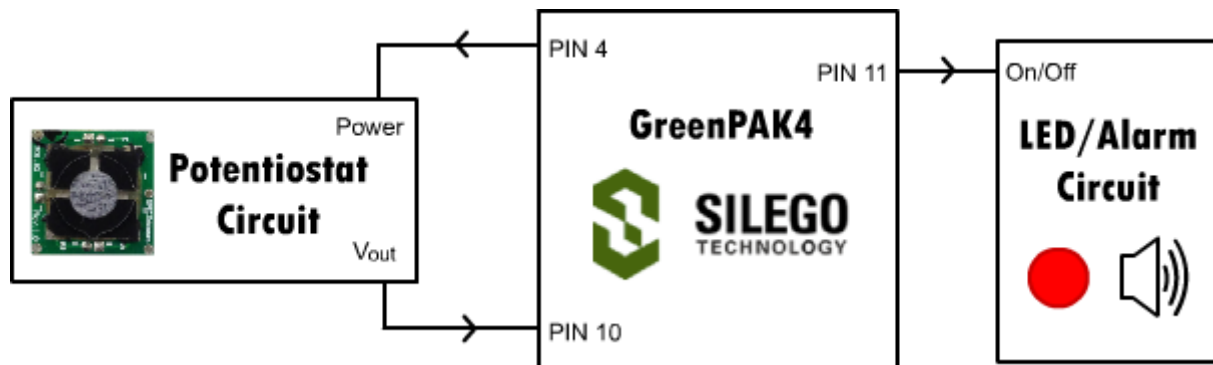 Power
Potentiostat
Circuit
Vout
PIN 4
PIN 11
GreenPAK4
SILEGO
TECHNOLOGY
PIN 10
On/Off
LED/Alarm
Circuit